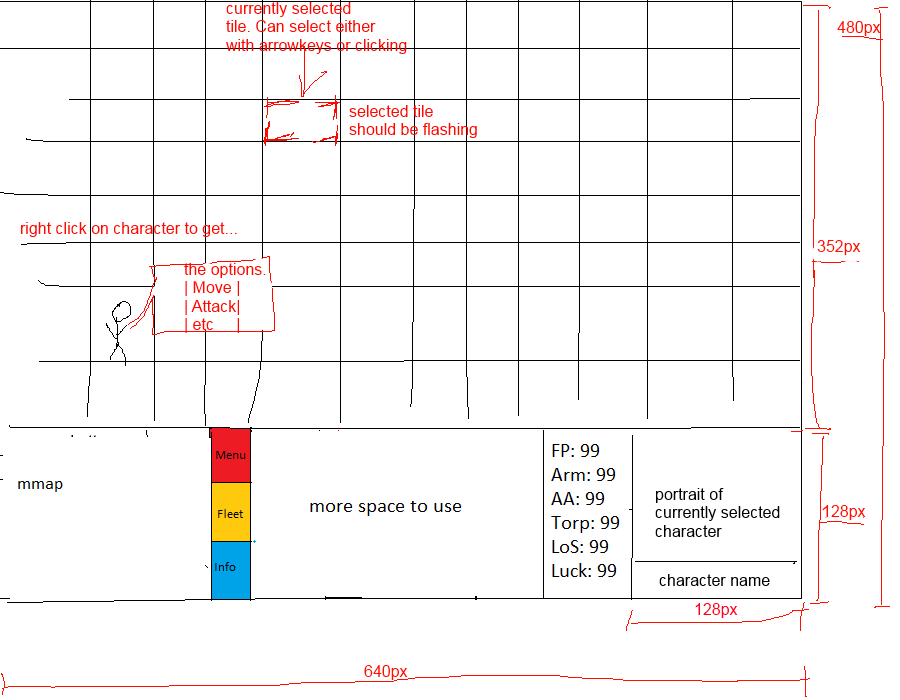 currently selected
tile. Can select either
with arrowkeys or clicking
480px
selected tile
should be flashing
right click on character to get...
352px
the options.
| Move |
| Attack|
| etc |
Menu
Fleet
Info
mmap
more space to use
FP: 99
Arm: 99
AA: 99
Torp: 99
LoS: 99
Luck: 99
portrait of
currently selected
character
character name
128px
128px
640px